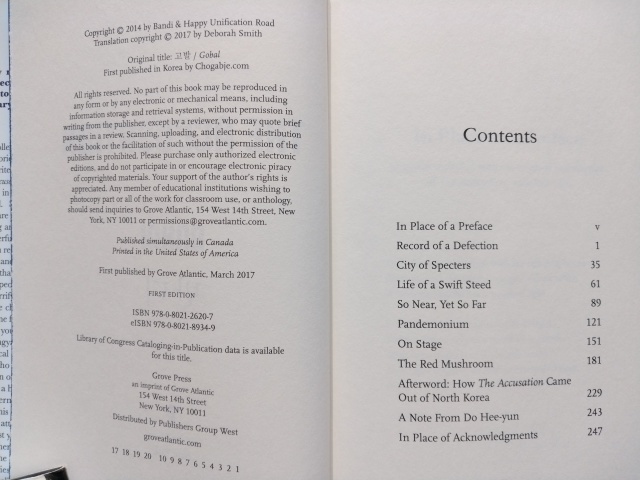 Copyright © 2014 by Bandi & Happy Unification Road
Translation copyright © 2017 by Deborah Smith
Original title: 고발 / Gobal
First published in Korea by Chogabje.com
All rights reserved. No part of this book may be reproduced in
any form or by any electronic or mechanical means, including
information storage and retrieval systems, without permission in
writing from the publisher, except by a reviewer, who may quote brief
passages in a review. Scanning, uploading, and electronic distribution
of this book or the facilitation of such without the permission of the
publisher is prohibited. Please purchase only authorized electronic
editions, and do not participate in or encourage electronic piracy
of copyrighted materials. Your support of the author's rights is
appreciated. Any member of educational institutions wishing to
photocopy part or all of the work for classroom use, or anthology,
should send inquiries to Grove Atlantic, 154 West 14th Street, New
York, NY 10011 or permissions@groveatlantic.com.
Published simultaneously in Canada
Printed in the United States of America
First published by Grove Atlantic, March 2017
FIRST EDITION
ISBN 978-0-8021-2620-7
eISBN 978-0-8021-8934-9
Library of Congress Cataloging-in-Publication data is available
for this title.
Grove Press
an imprint of Grove Atlantic
154 West 14th Street
New York, NY 10011
Distributed by Publishers Group West
groveatlantic.com
17 18 19 20 10 9 8 7 6 5 4 3 2 1
Contents
In Place of a Preface v
Record of a Defection 1
City of Specters 35
Life of a Swift Steed 61
So Near, Yet So Far 89
Pandemonium 121
On Stage 151
The Red Mushroom 181
Afterword: How The Accusation Came
Out of North Korea 229
A Note From Do Hee-yun 243
In Place of Acknowledgments 247